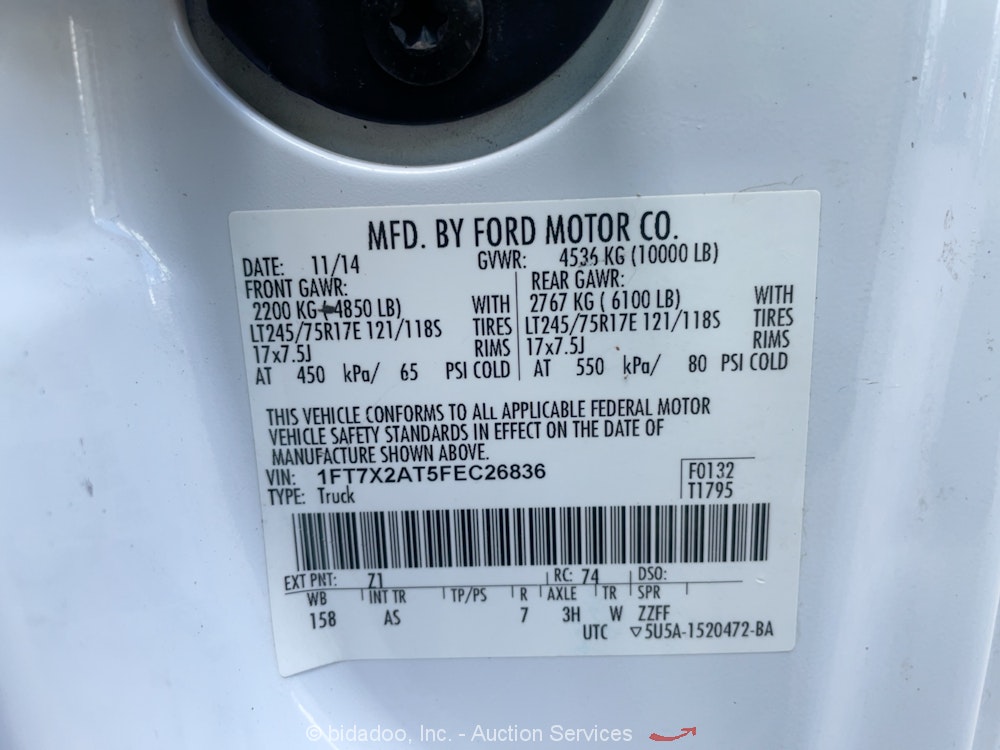 MFD. BY FORD MOTOR CO.
DATE: 11/14 GVWR: 4536 KG (10000 LB)
FRONT GAWR: REAR GAWR:
2200 KG ( 4850 LB) WITH 2767 KG ( 6100 LB) WITH
LT245/75R17E 121/118S TIRES LT245/75R17E 121/118S TIRES
17x7.5J RIMS 17x7.5J RIMS
AT 450 kPa/ 65 PSI COLD AT 550 kPa/ 80 PSI COLD
THIS VEHICLE CONFORMS TO ALL APPLICABLE FEDERAL MOTOR
VEHICLE SAFETY STANDARDS IN EFFECT ON THE DATE OF
MANUFACTURE SHOWN ABOVE.
VIN: 1FT7X2AT5FEC26836 F0132
TYPE: Truck T1795
EXT PNT: Z1 RC: 74 DSO:
WB INT TR TP/PS R AXLE TR SPR
158 AS 7 3H W ZZFF
UTC ▽5U5A-1520472-BA
© bidadoo, Inc. - Auction Services